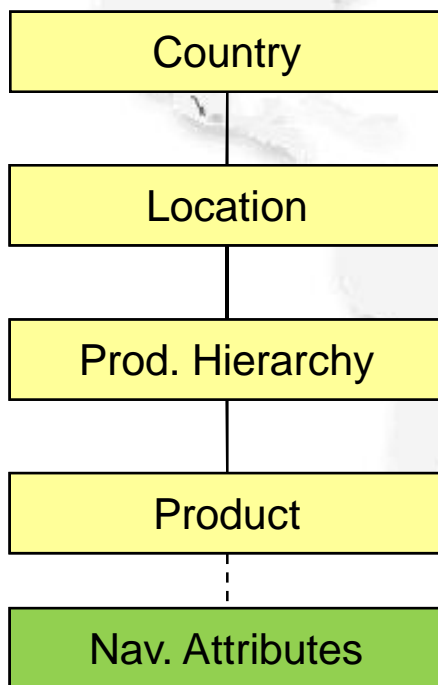 Country
Location
Prod. Hierarchy
Product
Nav. Attributes